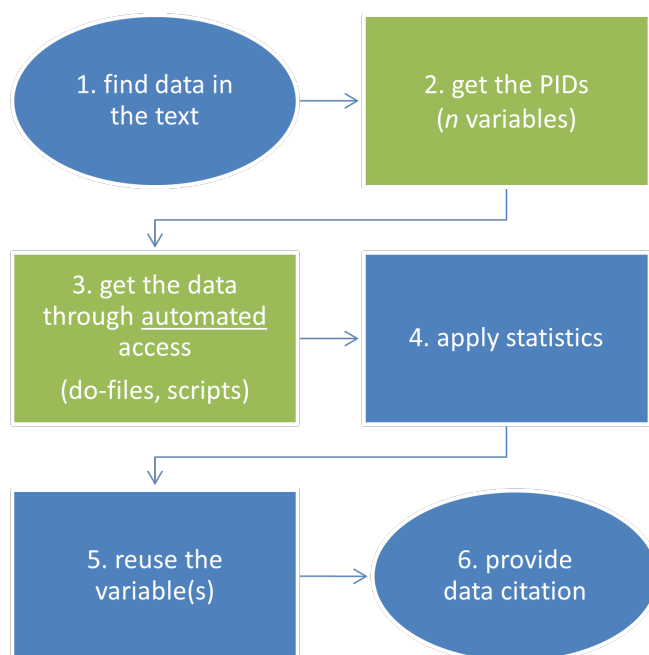 1. find data in
the text
2. get the PIDs
(n variables)
3. get the data
through automated
access
(do-files, scripts)
4. apply statistics
5. reuse the
variable(s)
6. provide
data citation